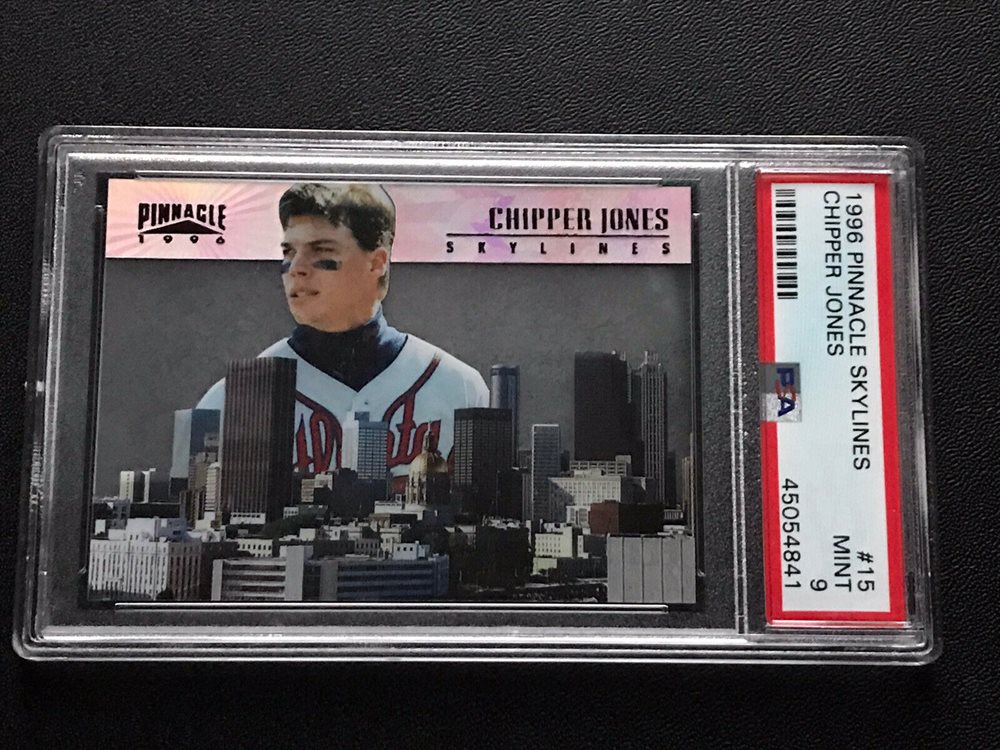 PINNACLE
1996
CHIPPER JONES
SKYLINES
1996 PINNACLE SKYLINES
CHIPPER JONES
#15
MINT
9
PSA
45054841